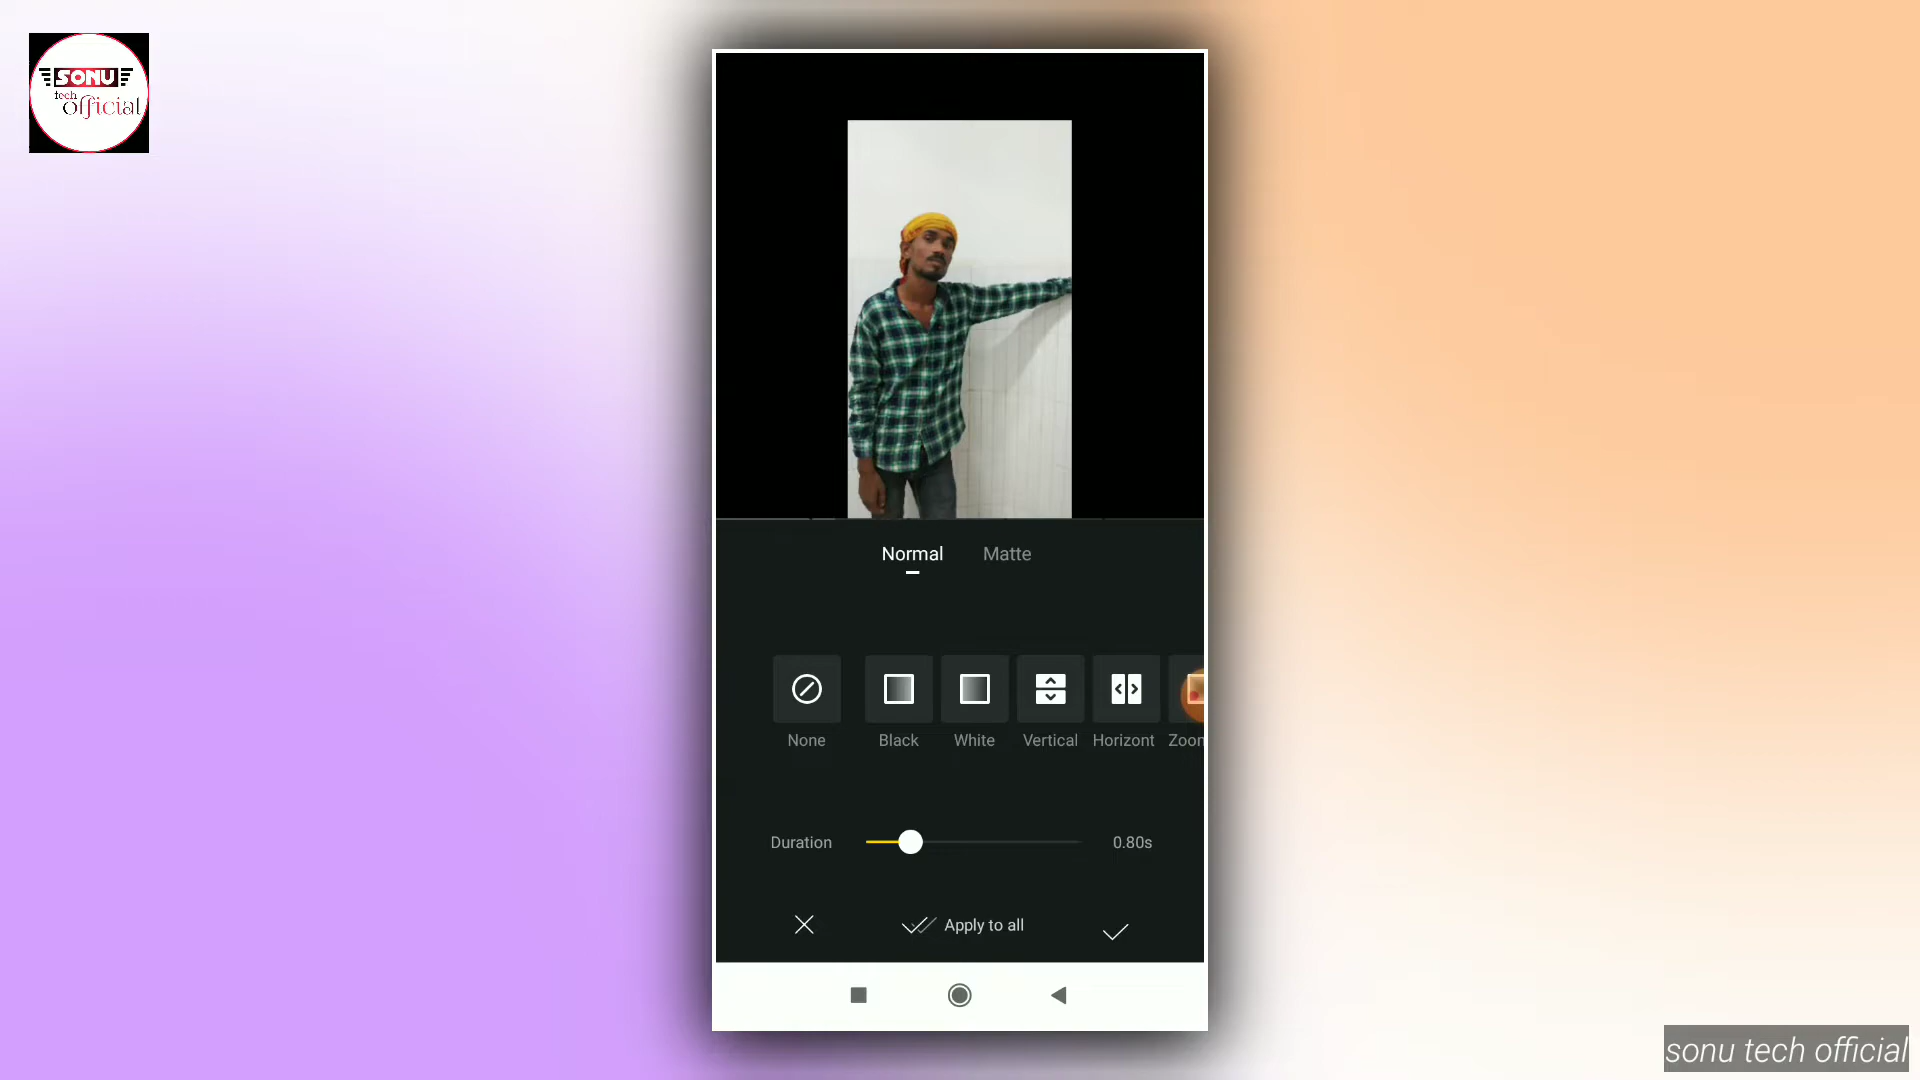 SONU
tech
official
Normal Matte
None Black White Vertical Horizont Zoom
Duration 0.80s
Apply to all
sonu tech official